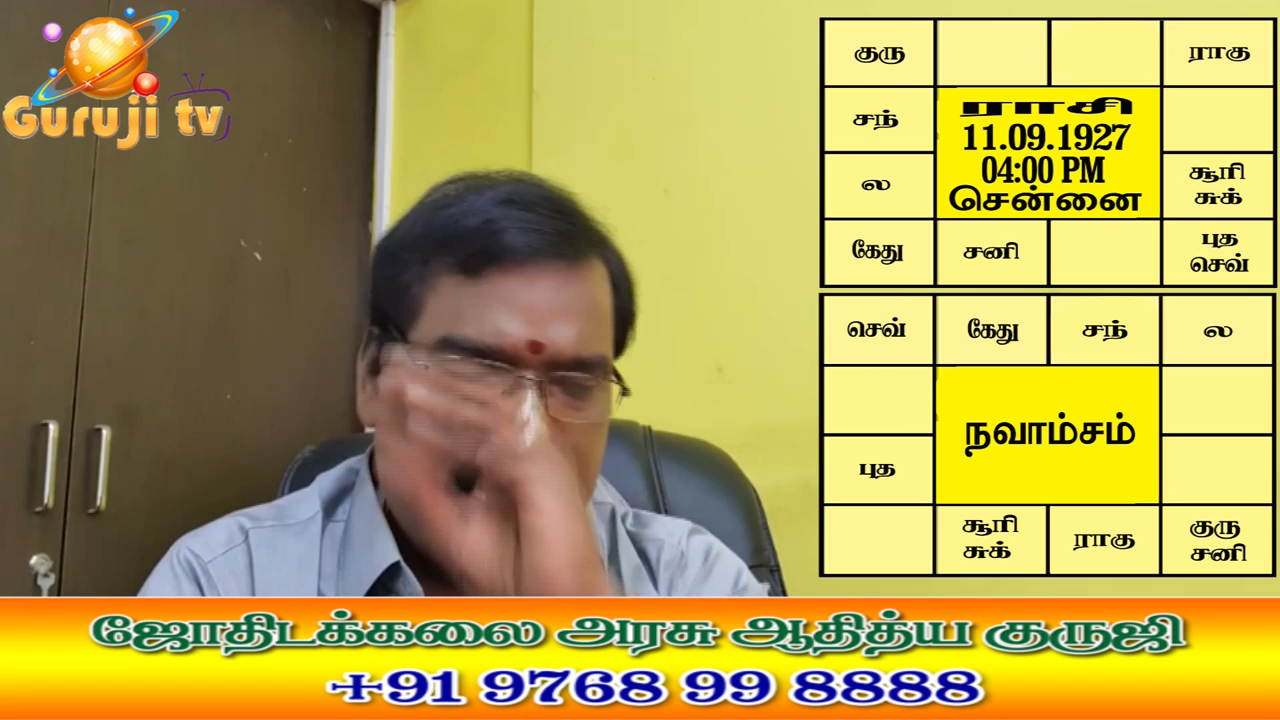 Guruji tv
குரு
ராகு
சந்
ல
சூரி
சுக்
கேது
சனி
புத
செவ்
ராசி
11.09.1927
04:00 PM
சென்னை
செவ்
கேது
சந்
ல
புத
நவாம்சம்
சூரி
சுக்
ராகு
குரு
சனி
ஜோதிடக்கலை அரசு ஆதித்ய குருஜி
+91 9768 99 8888